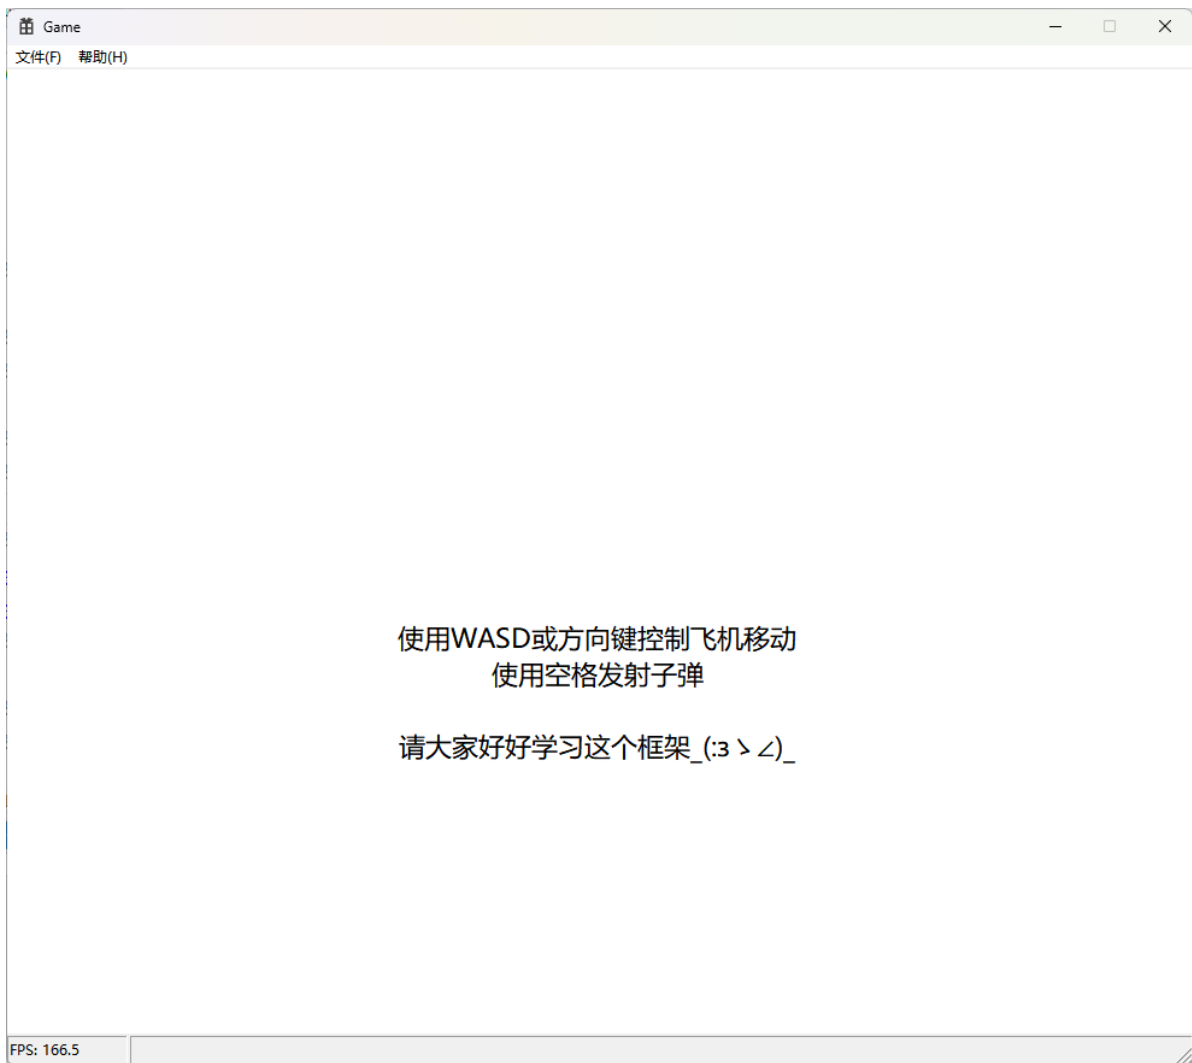 Game
文件(F) 帮助(H)
使用WASD或方向键控制飞机移动
使用空格发射子弹
请大家好好学习这个框架_(:з ゝ∠)_
FPS: 166.5